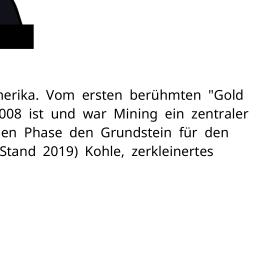 Vom ersten berühmten "Gold
008 ist und war Mining ein zentraler
en Phase den Grundstein für den
Stand 2019) Kohle, zerkleinertes